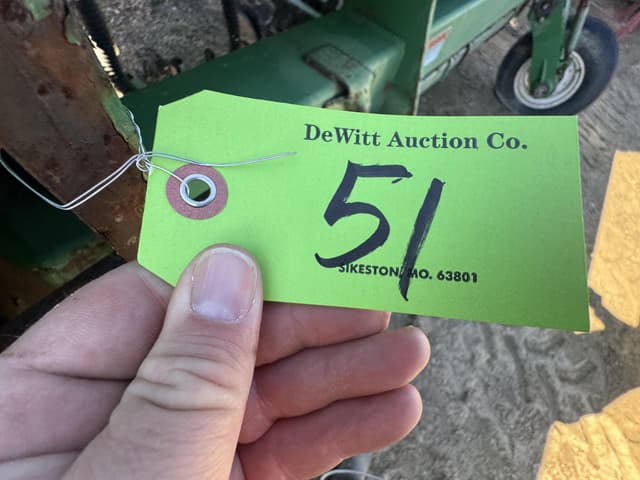 DeWitt Auction Co.
51
SIKESTON, MO. 63801